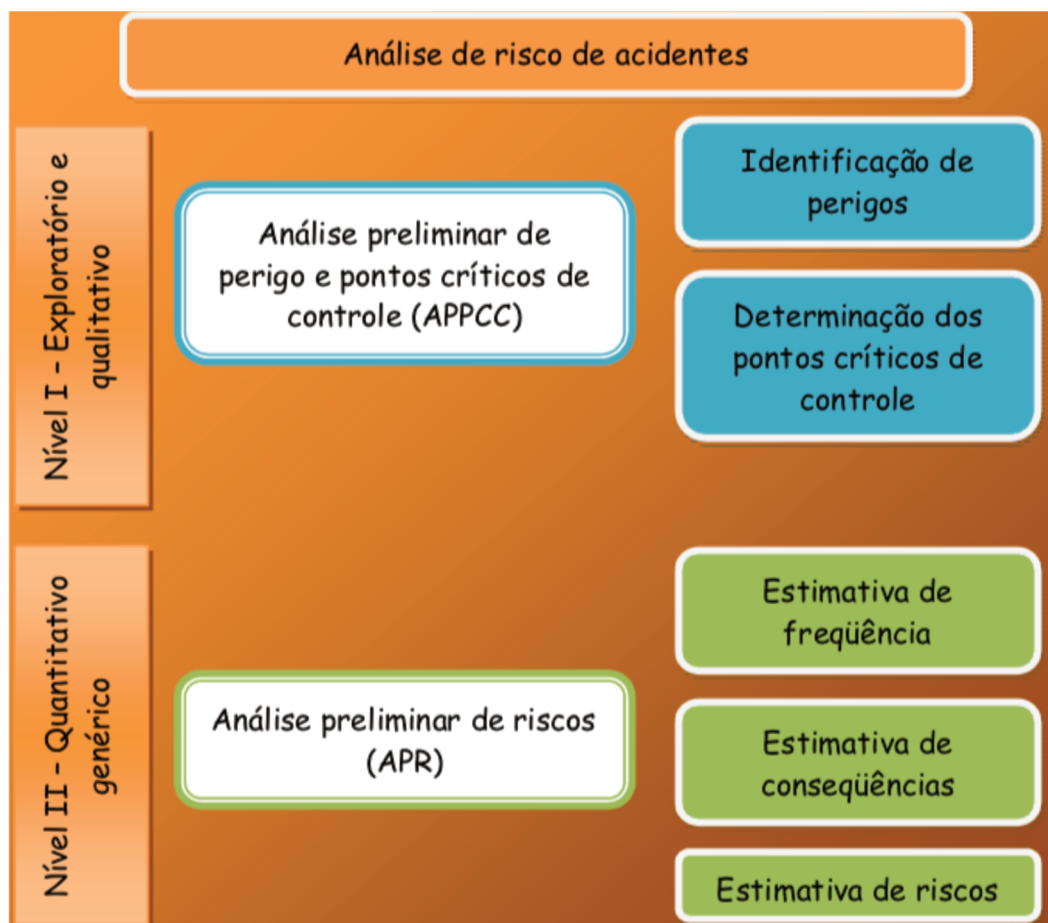 Análise de risco de acidentes
Nível I – Exploratório e
qualitativo
Análise preliminar de
perigo e pontos críticos de
controle (APPCC)
Identificação de
perigos
Determinação dos
pontos críticos de
controle
Nível II – Quantitativo
genérico
Análise preliminar de riscos
(APR)
Estimativa de
freqüência
Estimativa de
conseqüências
Estimativa de riscos